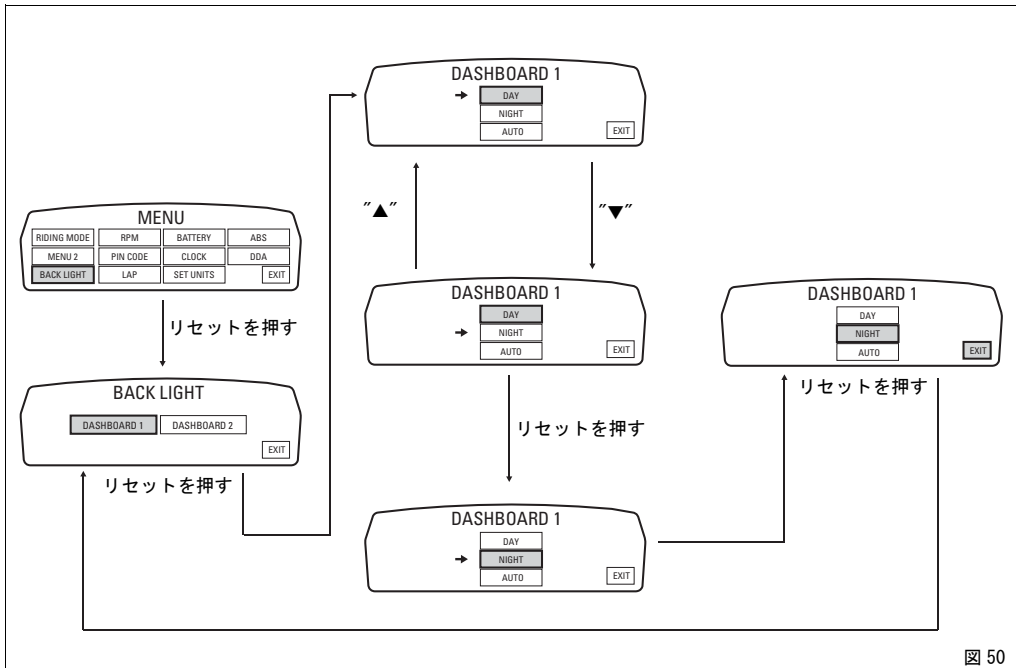 DASHBOARD 1
➔ DAY
NIGHT
AUTO
EXIT
"▲"
"▼"
MENU
RIDING MODE RPM BATTERY ABS
MENU 2 PIN CODE CLOCK DDA
BACK LIGHT LAP SET UNITS EXIT
リセットを押す
BACK LIGHT
DASHBOARD 1 DASHBOARD 2
EXIT
リセットを押す
DASHBOARD 1
DAY
➔ NIGHT
AUTO
EXIT
リセットを押す
DASHBOARD 1
DAY
➔ NIGHT
AUTO
EXIT
DASHBOARD 1
DAY
NIGHT
AUTO
EXIT
リセットを押す
図 50